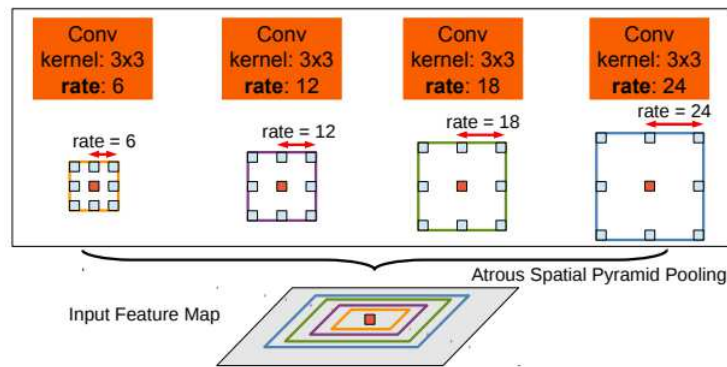 Conv
kernel: 3x3
rate: 6
Conv
kernel: 3x3
rate: 12
Conv
kernel: 3x3
rate: 18
Conv
kernel: 3x3
rate: 24
rate = 6
rate = 12
rate = 18
rate = 24
Atrous Spatial Pyramid Pooling
Input Feature Map